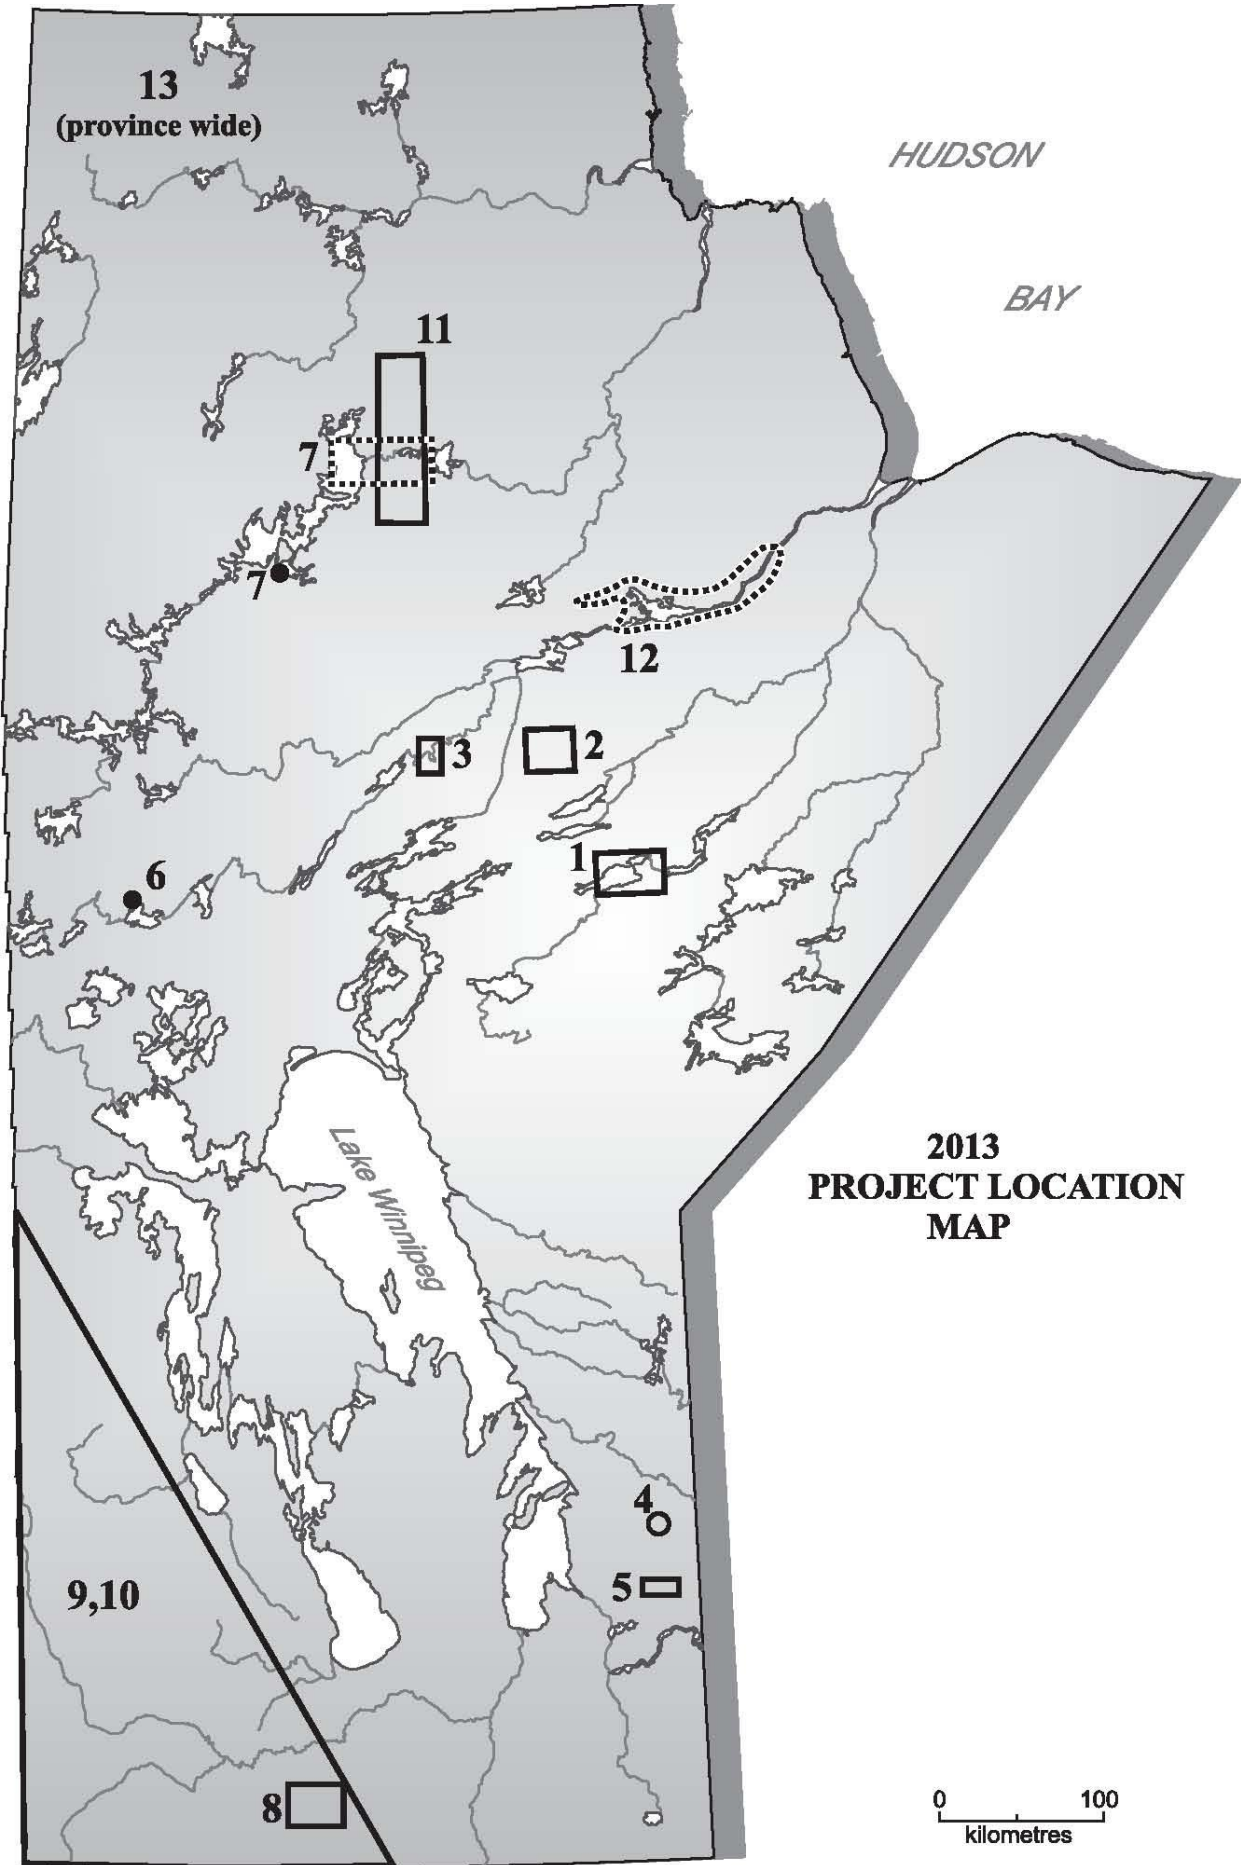 13
(province wide)
HUDSON
BAY
11
7
7
12
3
2
1
6
2013
PROJECT LOCATION
MAP
Lake Winnipeg
4
5
9,10
8
0 100
kilometres